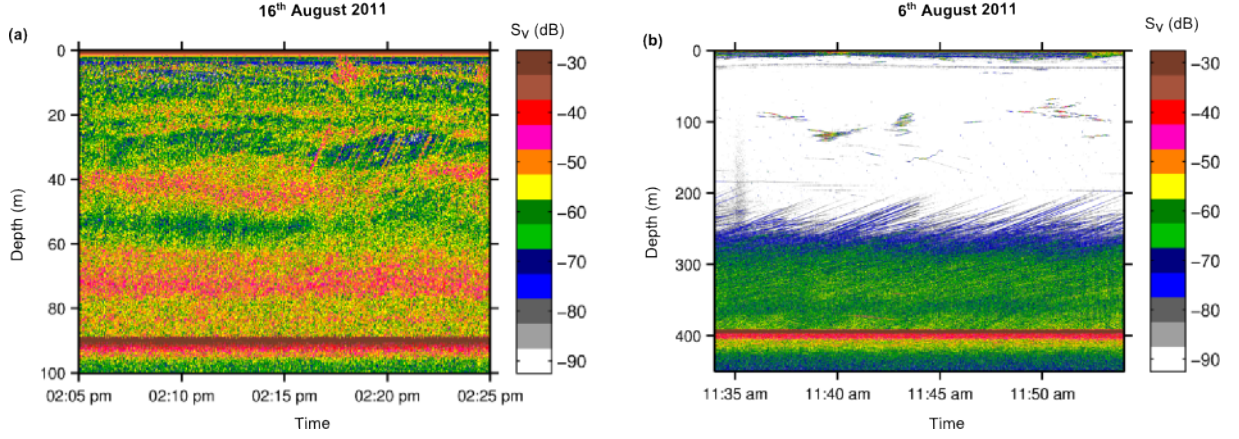 16th August 2011
6th August 2011
(a)
Sv (dB)
0
20
40
60
80
100
Depth (m)
02:05 pm
02:10 pm
02:15 pm
02:20 pm
02:25 pm
Time
−30
−40
−50
−60
−70
−80
−90
(b)
Sv (dB)
0
100
200
300
400
Depth (m)
11:35 am
11:40 am
11:45 am
11:50 am
Time
−30
−40
−50
−60
−70
−80
−90